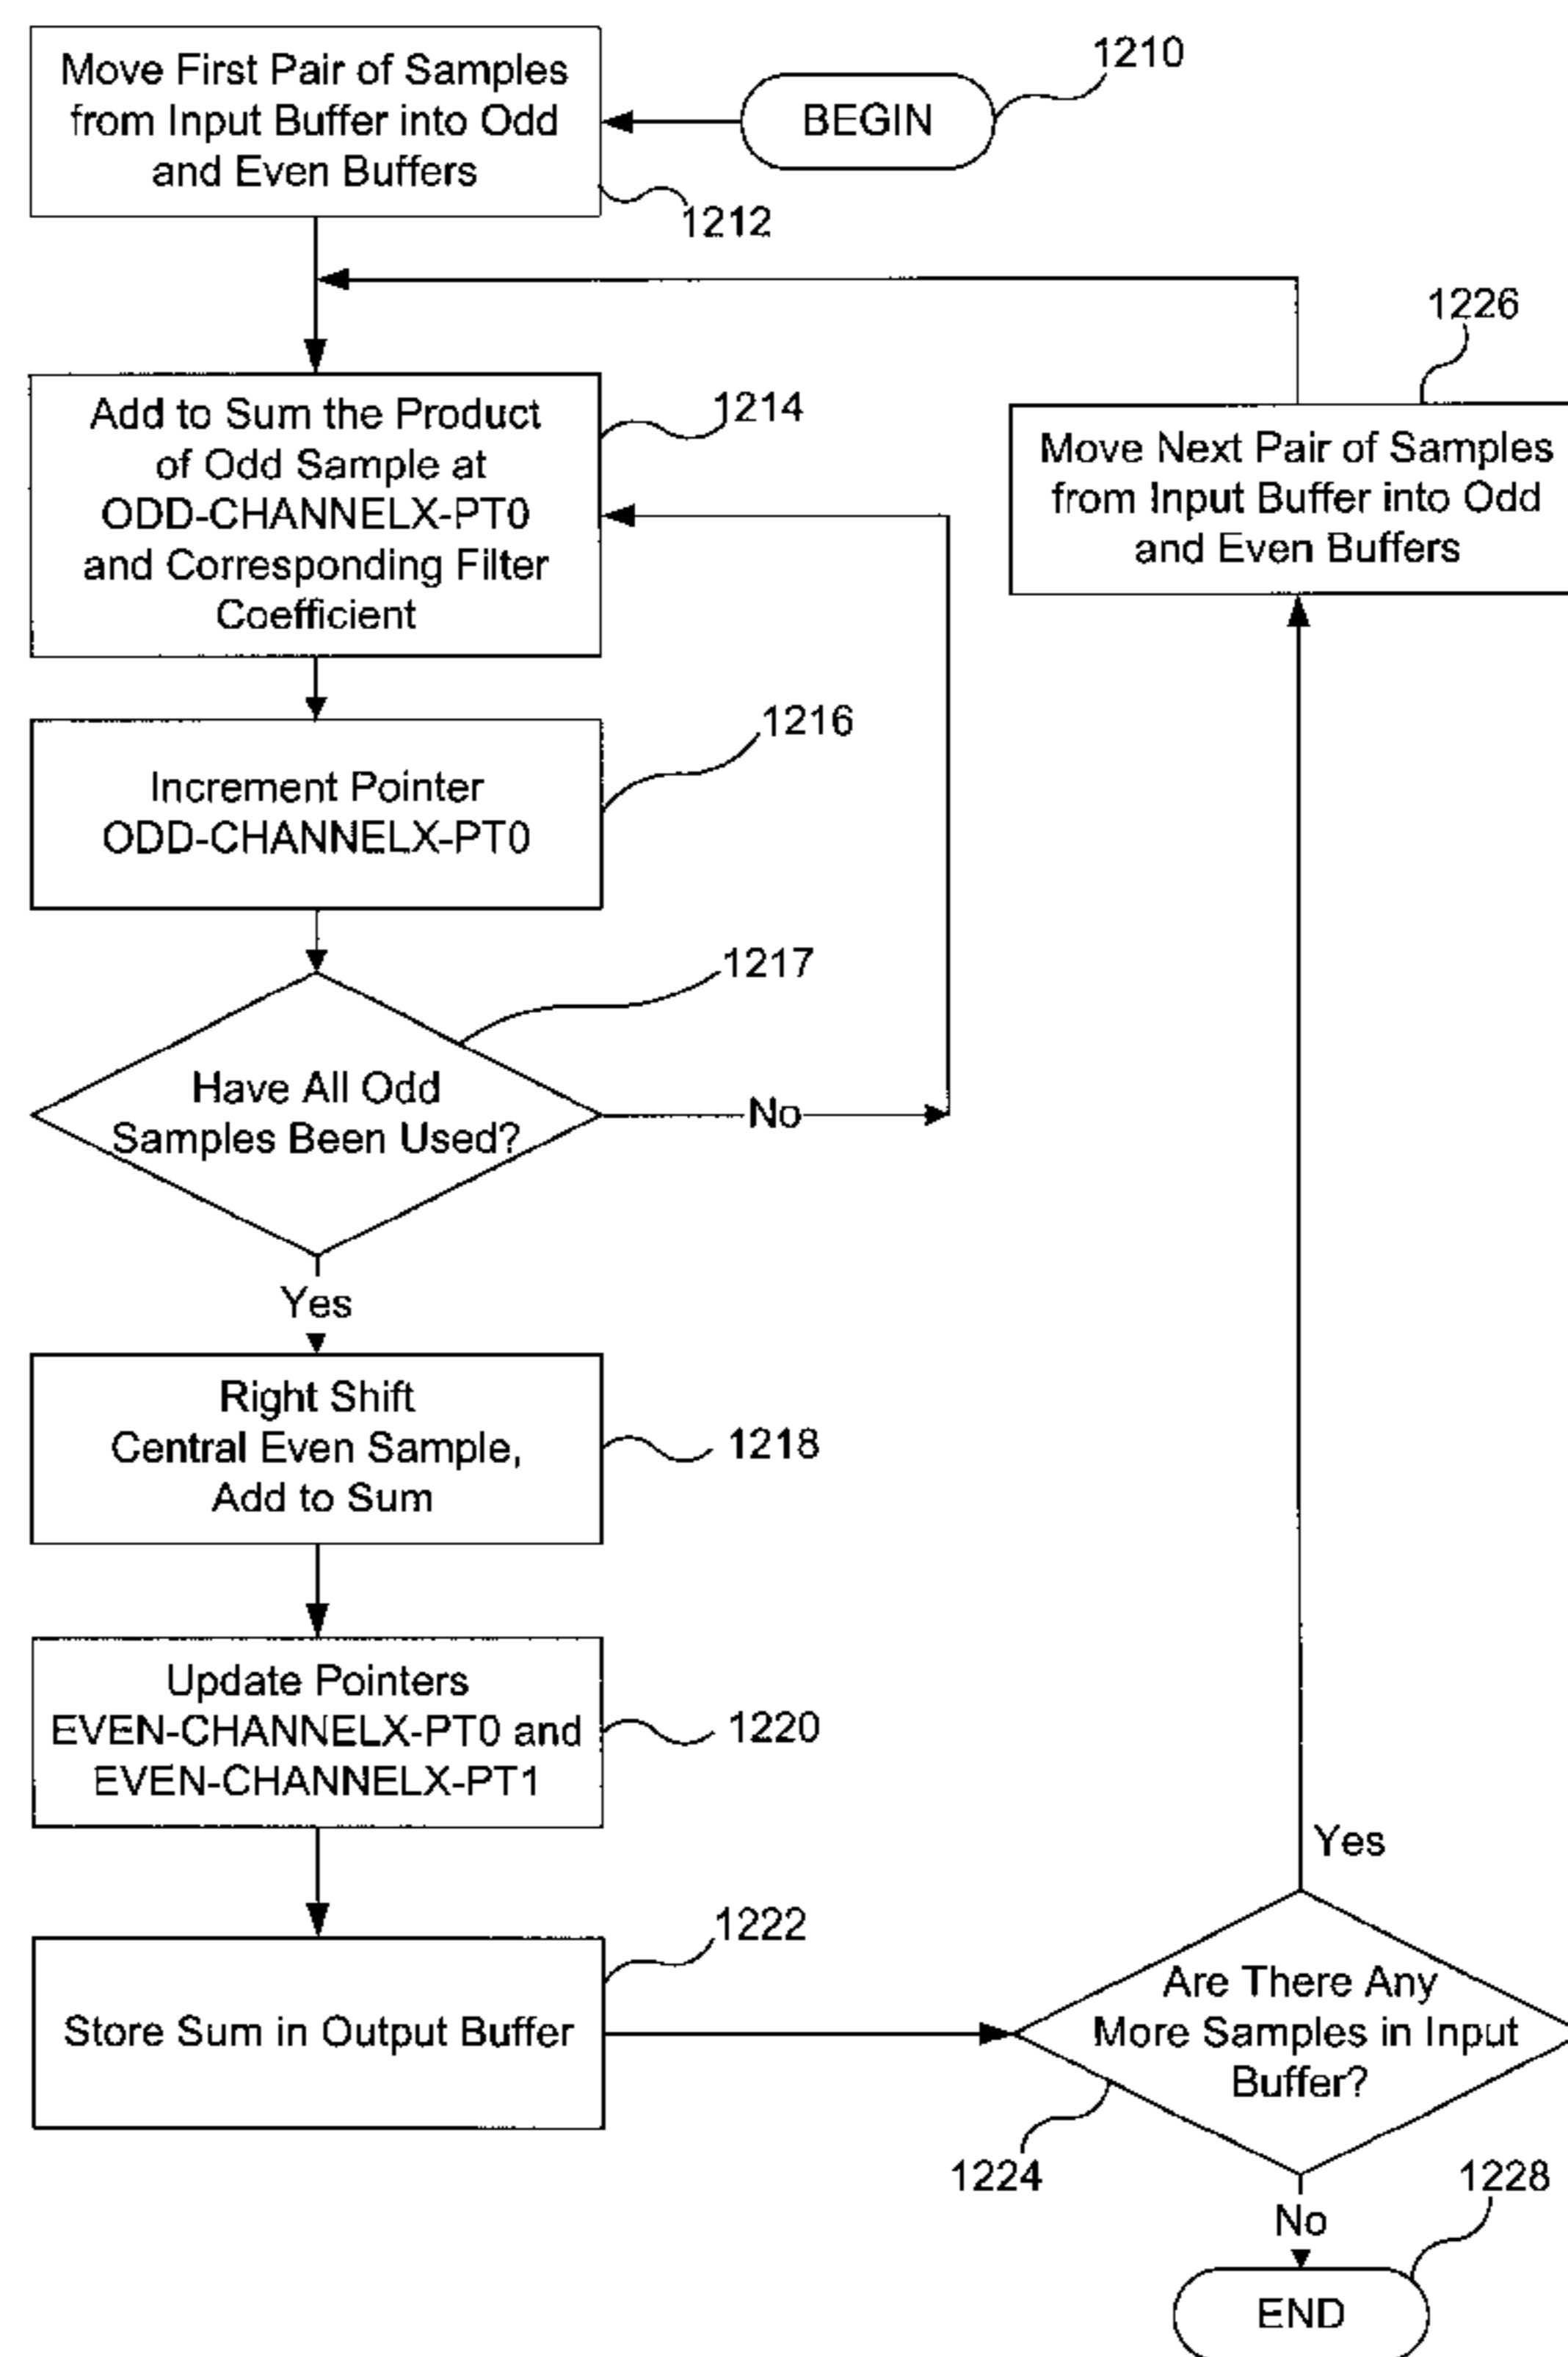 BEGIN
1210
Move First Pair of Samples
from Input Buffer into Odd
and Even Buffers
1212
Add to Sum the Product
of Odd Sample at
ODD-CHANNELX-PT0
and Corresponding Filter
Coefficient
1214
Increment Pointer
ODD-CHANNELX-PT0
1216
Have All Odd
Samples Been Used?
1217
No
Yes
Right Shift
Central Even Sample,
Add to Sum
1218
Update Pointers
EVEN-CHANNELX-PT0 and
EVEN-CHANNELX-PT1
1220
Store Sum in Output Buffer
1222
Are There Any
More Samples in Input
Buffer?
1224
Yes
Move Next Pair of Samples
from Input Buffer into Odd
and Even Buffers
1226
No
END
1228